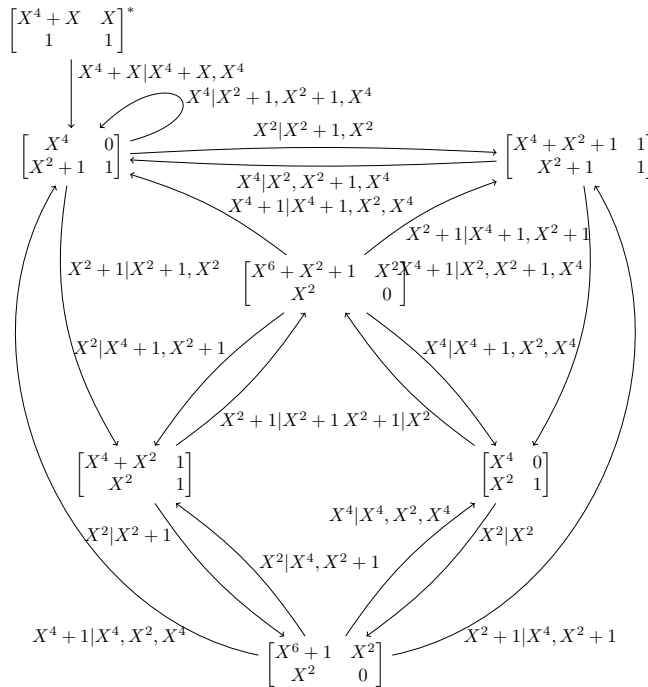 [X^4 + X  X]^*
[1  1]
X^4 + X|X^4 + X, X^4
X^4|X^2 + 1, X^2 + 1, X^4
X^2|X^2 + 1, X^2
[X^4  0]
[X^2 + 1  1]
[X^4 + X^2 + 1  1]
[X^2 + 1  1]
X^4|X^2, X^2 + 1, X^4
X^4 + 1|X^4 + 1, X^2, X^4
X^2 + 1|X^4 + 1, X^2 + 1
X^2 + 1|X^2 + 1, X^2
[X^6 + X^2 + 1  X^2]
[X^2  0]
X^4 + 1|X^2, X^2 + 1, X^4
X^2|X^4 + 1, X^2 + 1
X^4|X^4 + 1, X^2, X^4
X^2 + 1|X^2 + 1
X^2 + 1|X^2
[X^4 + X^2  1]
[X^2  1]
[X^4  0]
[X^2  1]
X^4|X^4, X^2, X^4
X^2|X^2 + 1
X^2|X^2
X^2|X^4, X^2 + 1
X^4 + 1|X^4, X^2, X^4
X^2 + 1|X^4, X^2 + 1
[X^6 + 1  X^2]
[X^2  0]